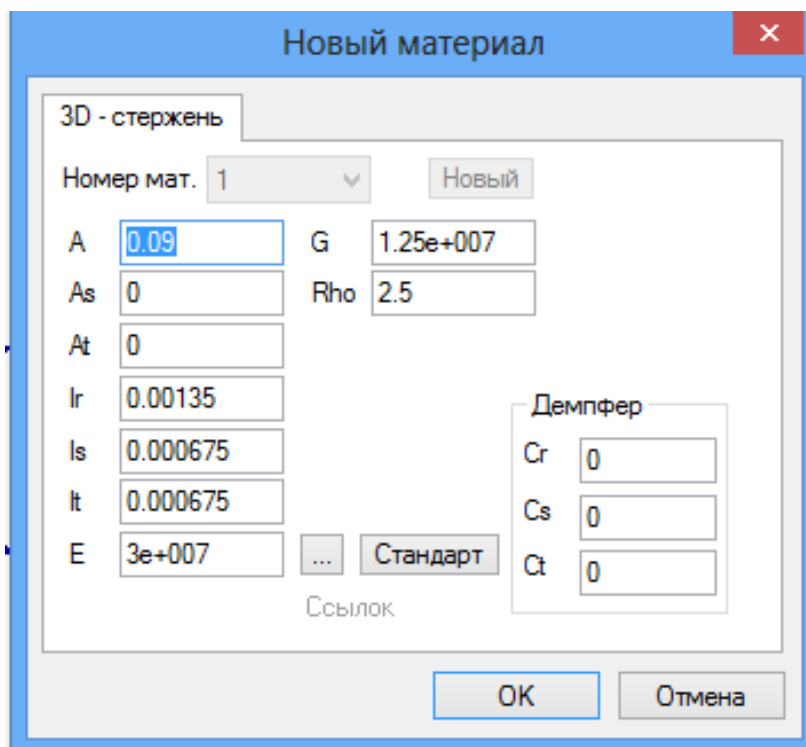 Новый материал
3D - стержень
Номер мат. 1 Новый
A 0.09 G 1.25e+007
As 0 Rho 2.5
At 0
Ir 0.00135 Демпфер
Is 0.000675 Cr 0
It 0.000675 Cs 0
E 3e+007 ... Стандарт Ct 0
Ссылок
OK Отмена